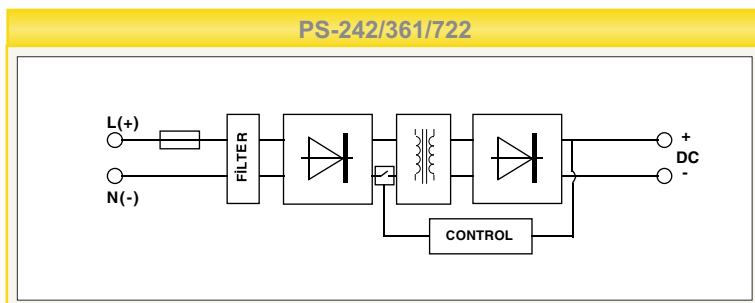 PS-242/361/722
L(+)
FİLTER
N(-)
+
DC
-
CONTROL